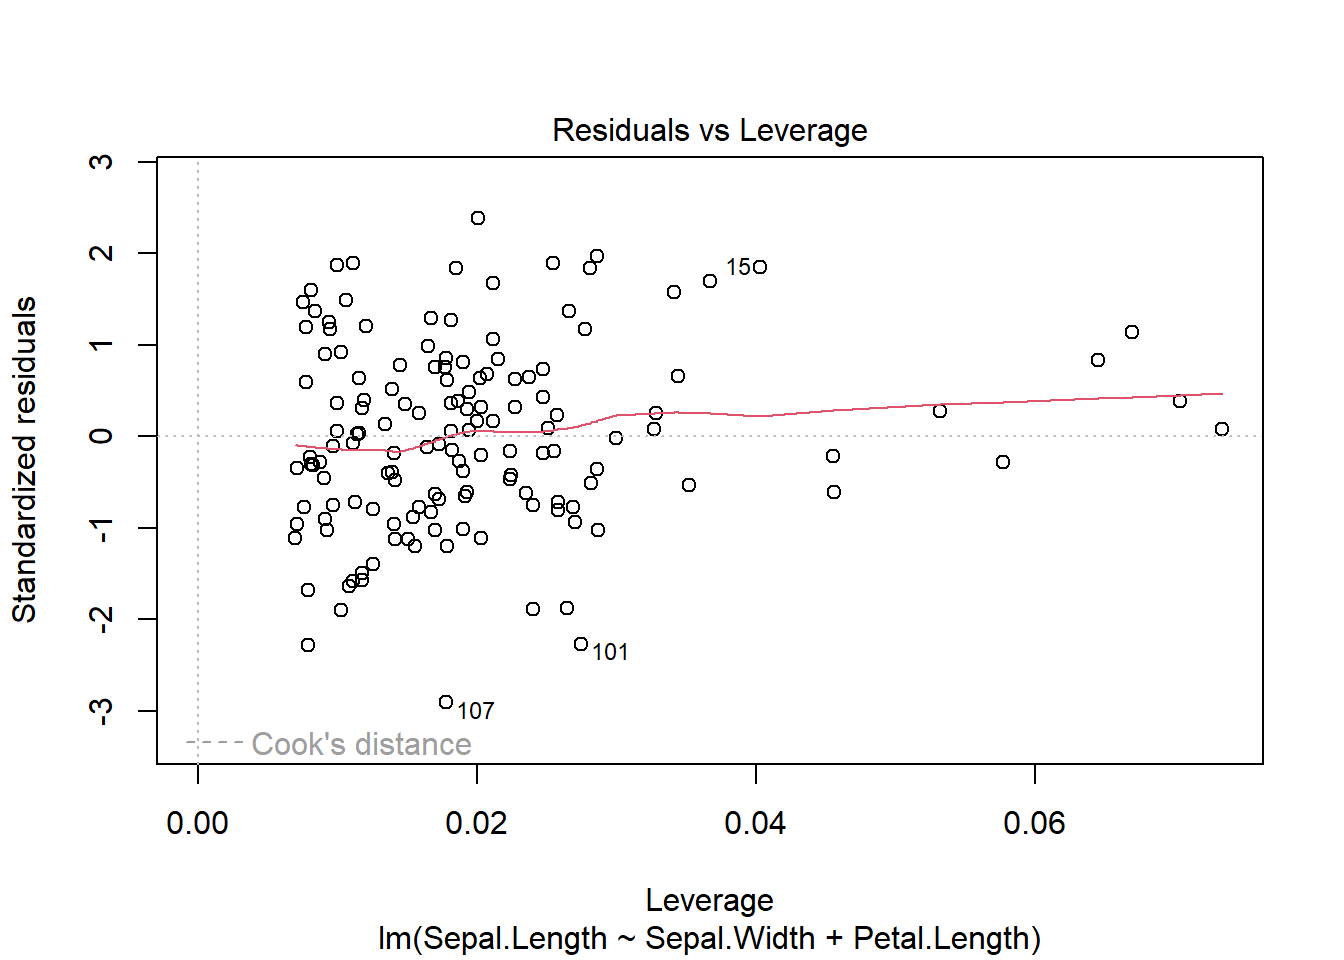 Residuals vs Leverage
Standardized residuals
3
2
1
0
-1
-2
-3
15
101
107
Cook's distance
0.00 0.02 0.04 0.06
Leverage
lm(Sepal.Length ~ Sepal.Width + Petal.Length)